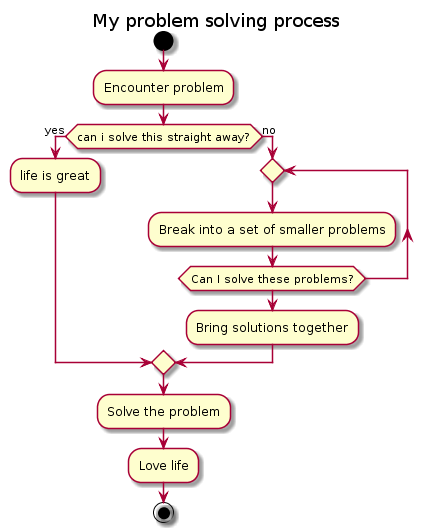 My problem solving process
Encounter problem
yes
can i solve this straight away?
no
life is great
Break into a set of smaller problems
Can I solve these problems?
Bring solutions together
Solve the problem
Love life